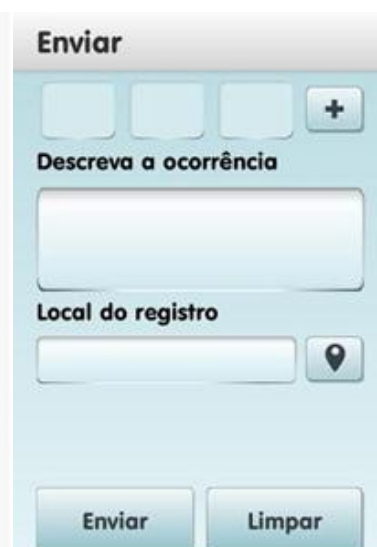 Enviar
+
Descreva a ocorrência
Local do registro
Enviar Limpar